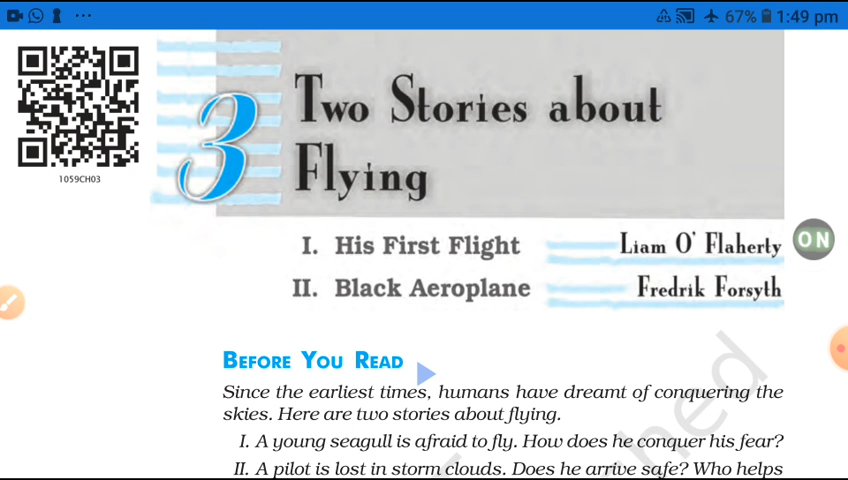 67% 1:49 pm
1059CH03
3
Two Stories about
Flying
I. His First Flight Liam O' Flaherty
II. Black Aeroplane Fredrik Forsyth
ON
BEFORE YOU READ
Since the earliest times, humans have dreamt of conquering the
skies. Here are two stories about flying.
I. A young seagull is afraid to fly. How does he conquer his fear?
II. A pilot is lost in storm clouds. Does he arrive safe? Who helps